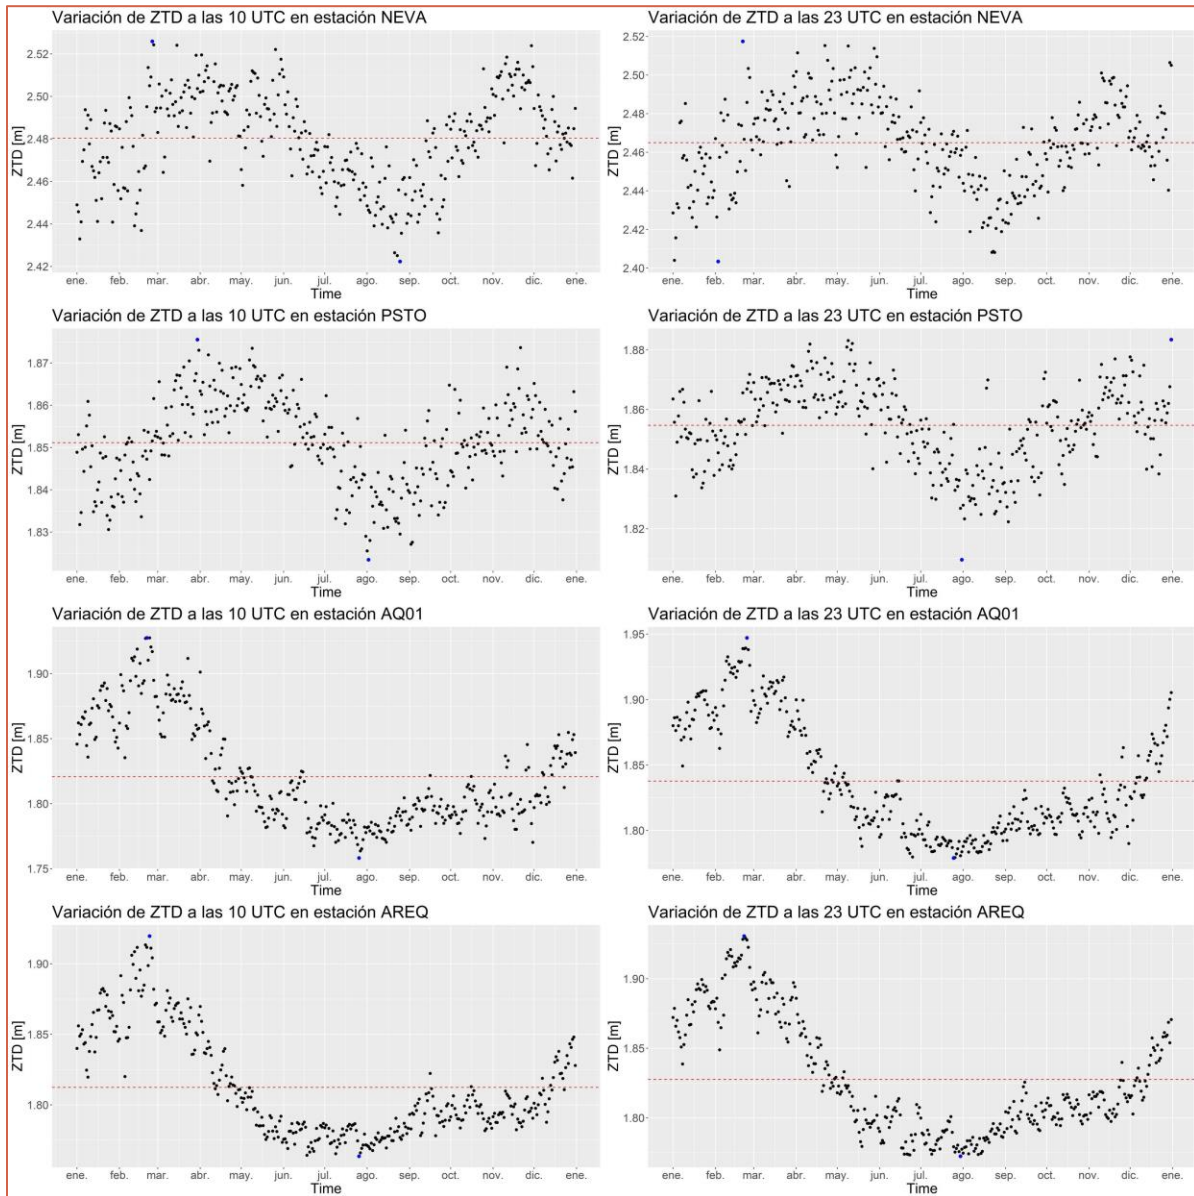 Variación de ZTD a las 10 UTC en estación NEVA
ZTD [m]
2.52
2.50
2.48
2.46
2.44
2.42
ene. feb. mar. abr. may. jun. jul. ago. sep. oct. nov. dic. ene.
Time
Variación de ZTD a las 23 UTC en estación NEVA
ZTD [m]
2.52
2.50
2.48
2.46
2.44
2.42
2.40
ene. feb. mar. abr. may. jun. jul. ago. sep. oct. nov. dic. ene.
Time
Variación de ZTD a las 10 UTC en estación PSTO
ZTD [m]
1.87
1.86
1.85
1.84
1.83
ene. feb. mar. abr. may. jun. jul. ago. sep. oct. nov. dic. ene.
Time
Variación de ZTD a las 23 UTC en estación PSTO
ZTD [m]
1.88
1.86
1.84
1.82
ene. feb. mar. abr. may. jun. jul. ago. sep. oct. nov. dic. ene.
Time
Variación de ZTD a las 10 UTC en estación AQ01
ZTD [m]
1.90
1.85
1.80
1.75
ene. feb. mar. abr. may. jun. jul. ago. sep. oct. nov. dic. ene.
Time
Variación de ZTD a las 23 UTC en estación AQ01
ZTD [m]
1.95
1.90
1.85
1.80
ene. feb. mar. abr. may. jun. jul. ago. sep. oct. nov. dic. ene.
Time
Variación de ZTD a las 10 UTC en estación AREQ
ZTD [m]
1.90
1.85
1.80
ene. feb. mar. abr. may. jun. jul. ago. sep. oct. nov. dic. ene.
Time
Variación de ZTD a las 23 UTC en estación AREQ
ZTD [m]
1.90
1.85
1.80
ene. feb. mar. abr. may. jun. jul. ago. sep. oct. nov. dic. ene.
Time